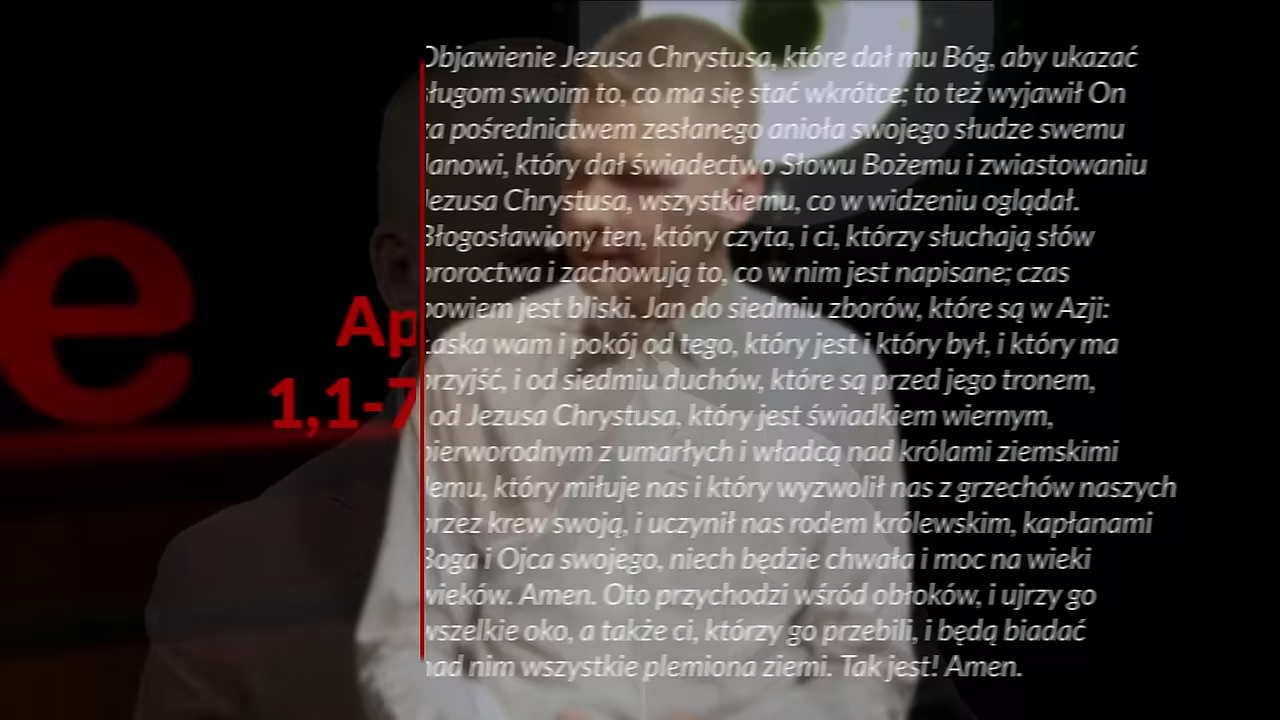 e
Ap
1,1-7
Objawienie Jezusa Chrystusa, które dał mu Bóg, aby ukazać
sługom swoim to, co ma się stać wkrótce; to też wyjawił On
za pośrednictwem zesłanego anioła swojego słudze swemu
Janowi, który dał świadectwo Słowu Bożemu i zwiastowaniu
Jezusa Chrystusa, wszystkiemu, co w widzeniu oglądał.
Błogosławiony ten, który czyta, i ci, którzy słuchają słów
proroctwa i zachowują to, co w nim jest napisane; czas
bowiem jest bliski. Jan do siedmiu zborów, które są w Azji:
Łaska wam i pokój od tego, który jest i który był, i który ma
przyjść, i od siedmiu duchów, które są przed jego tronem,
od Jezusa Chrystusa, który jest świadkiem wiernym,
pierworodnym z umarłych i władcą nad królami ziemskimi
Jemu, który miłuje nas i który wyzwolił nas z grzechów naszych
przez krew swoją, i uczynił nas rodem królewskim, kapłanami
Boga i Ojca swojego, niech będzie chwała i moc na wieki
wieków. Amen. Oto przychodzi wśród obłoków, i ujrzy go
wszelkie oko, a także ci, którzy go przebili, i będą biadać
nad nim wszystkie plemiona ziemi. Tak jest! Amen.